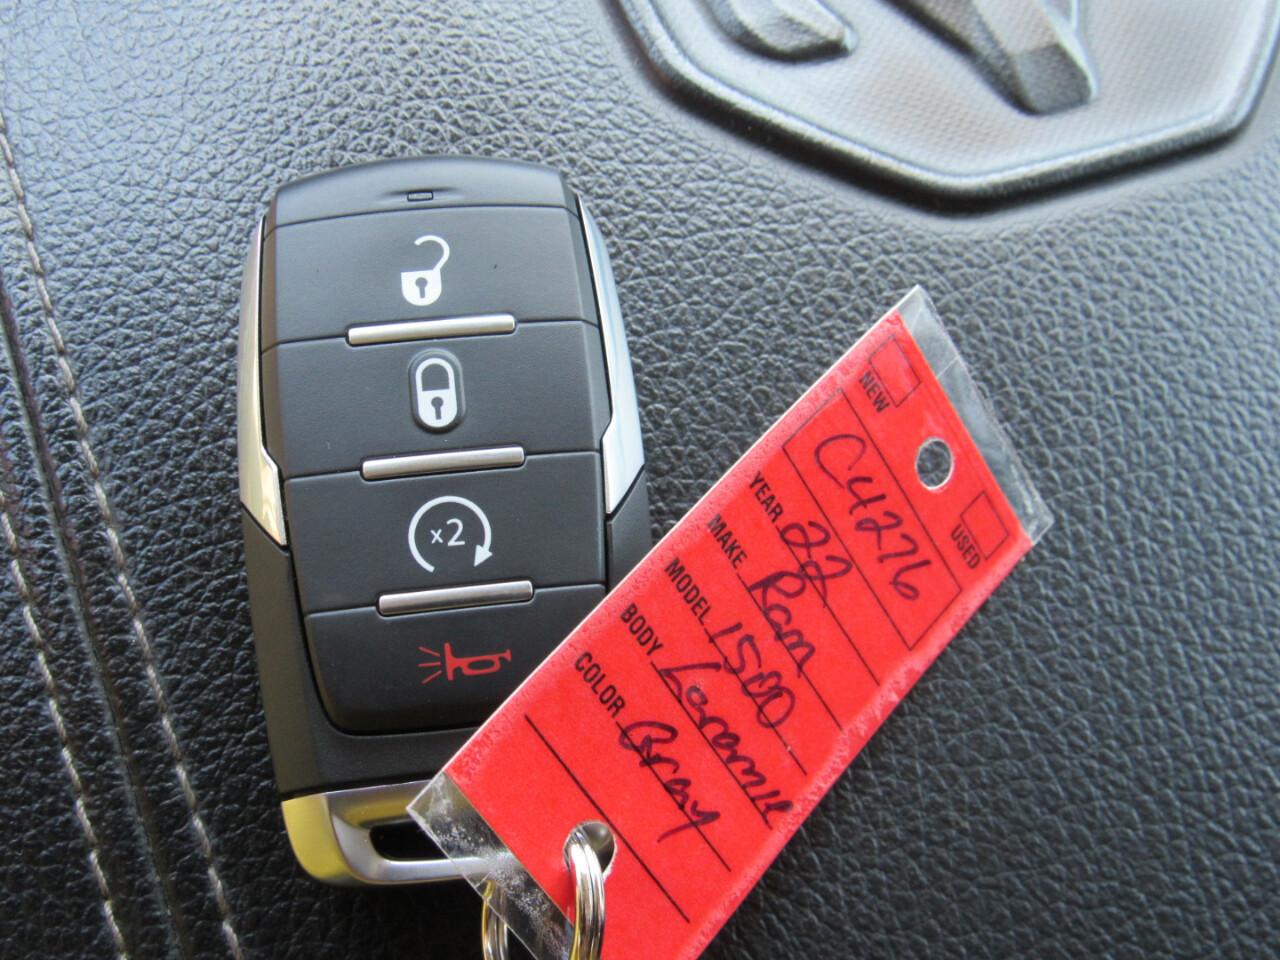 x2
NEW
USED
C4276
YEAR 22
MAKE Ram
MODEL 1500
BODY Laramie
COLOR Gray